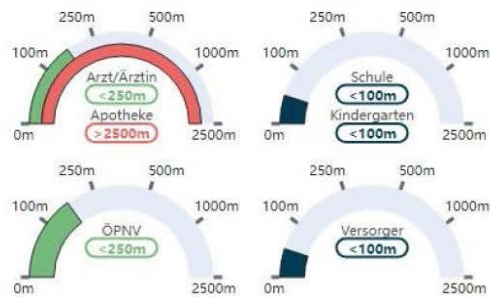 250m 500m
100m 1000m
Arzt/Ärztin
<250m
Apotheke
>2500m
0m 2500m
250m 500m
100m 1000m
Schule
<100m
Kindergarten
<100m
0m 2500m
250m 500m
100m 1000m
ÖPNV
<250m
0m 2500m
250m 500m
100m 1000m
Versorger
<100m
0m 2500m